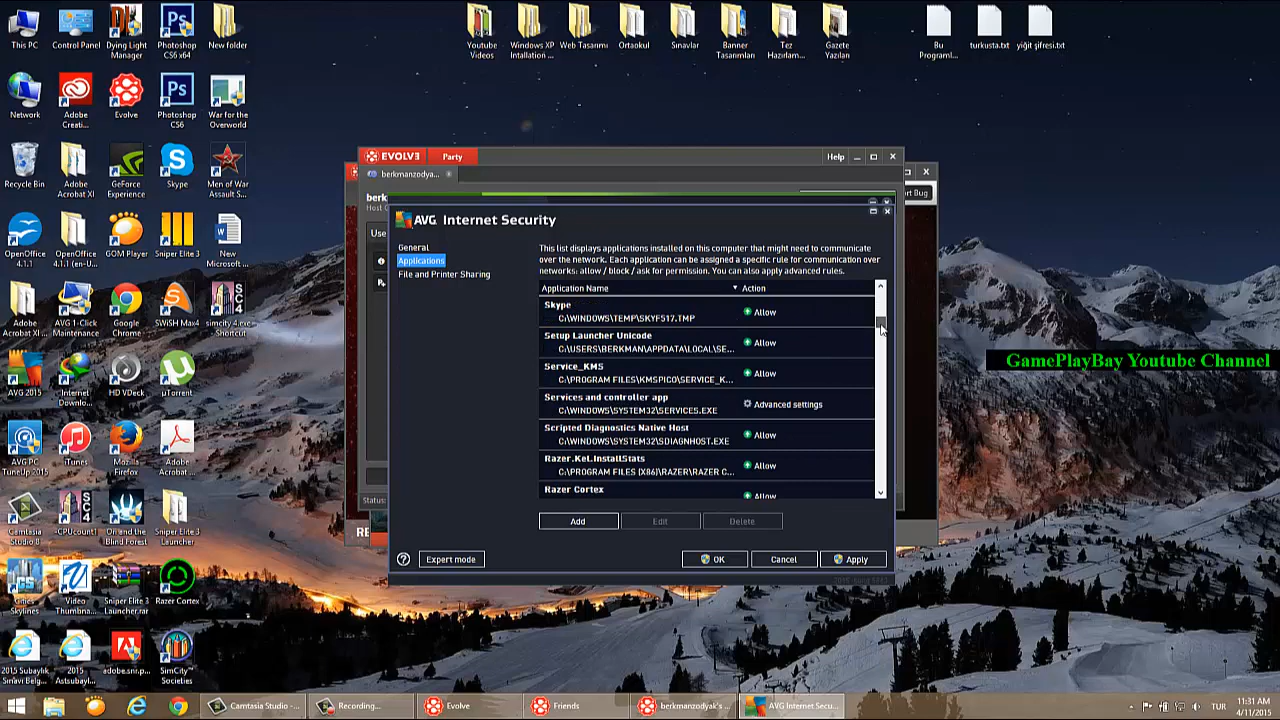 This PC
Control Panel
Dying Light Manager
Photoshop CS6 x64
New folder
Youtube Videos
Windows XP Intallation ...
Web Tasarımı
Ortaokul
Sınavlar
Banner Tasarımları
Tez Hazırlam...
Gazete Yazıları
Bu Programl...
turkusta.txt
yiğit şifresi.txt
Network
Adobe Creati...
Evolve
Photoshop CS6
War for the Overworld
Recycle Bin
Adobe Acrobat XI
GeForce Experience
Skype
Men of War Assault S...
OpenOffice 4.1.1
OpenOffice 4.1.1 (en-U...
GOM Player
Sniper Elite 3
New Microsoft ...
Adobe Acrobat XI ...
AVG 1-Click Maintenance
Google Chrome
SWiSH Max4
simcity 4.exe Shortcut
AVG 2015
Internet Downlo...
HD VDeck
µTorrent
AVG PC TuneUp 2015
iTunes
Mozilla Firefox
Adobe Acrobat ...
Camtasia Studio 8
-CPUcount1
Ori and the Blind Forest
Sniper Elite 3
Cities Skylines
Video Thumbna...
Sniper Elite 3 Launcher.rar
Razer Cortex
2015 Subaylık Sınavi Belg...
2015 Astsubayl...
adobe.snr.p...
SimCity™ Societies
EVOLV3
Party
Help
berkmanzodya...
berk
Host
Use
Status:
RE
rt Bug
AVG Internet Security
General
Applications
File and Printer Sharing
This list displays applications installed on this computer that might need to communicate
over the network. Each application can be assigned a specific rule for communication over
networks: allow / block / ask for permission. You can also apply advanced rules.
Application Name
Action
Skype
C:\WINDOWS\TEMP\SKYF517.TMP
Allow
Setup Launcher Unicode
C:\USERS\BERKMAN\APPDATA\LOCAL\SE...
Allow
Service_KMS
C:\PROGRAM FILES\KMSPICO\SERVICE_K...
Allow
Services and controller app
C:\WINDOWS\SYSTEM32\SERVICES.EXE
Advanced settings
Scripted Diagnostics Native Host
C:\WINDOWS\SYSTEM32\SDIAGNHOST.EXE
Allow
Razer.Kel.InstallStats
C:\PROGRAM FILES (X86)\RAZER\RAZER C...
Allow
Razer Cortex
Allow
Add
Edit
Delete
Expert mode
OK
Cancel
Apply
GamePlayBay Youtube Channel
Camtasia Studio - ...
Recording...
Evolve
Friends
berkmanzodyak's ...
AVG Internet Secu...
TUR
11:31 AM
4/11/2015